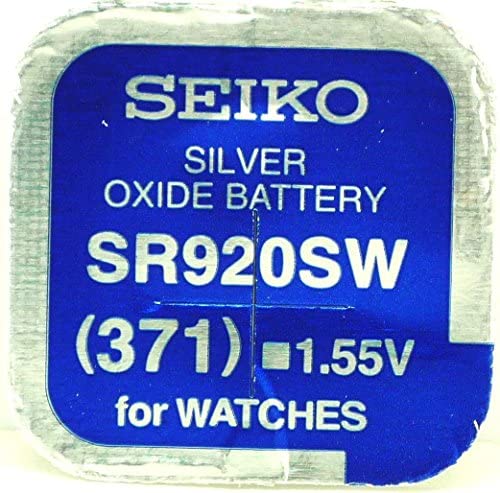 SEIKO
SILVER
OXIDE BATTERY
SR920SW
(371) ■1.55V
for WATCHES